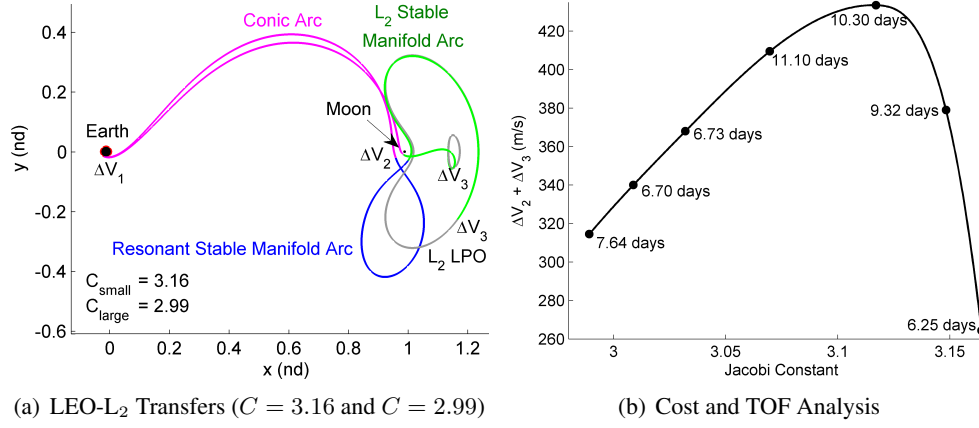 0.4
0.2
0
-0.2
-0.4
-0.6
y (nd)
Conic Arc
L2 Stable
Manifold Arc
Moon
Earth
ΔV1
ΔV2
ΔV3
ΔV3
L2 LPO
Resonant Stable Manifold Arc
Csmall = 3.16
Clarge = 2.99
0 0.2 0.4 0.6 0.8 1 1.2
x (nd)
(a) LEO-L2 Transfers (C = 3.16 and C = 2.99)
420
400
380
360
340
320
300
280
260
ΔV2 + ΔV3 (m/s)
10.30 days
11.10 days
9.32 days
6.73 days
6.70 days
7.64 days
6.25 days
3 3.05 3.1 3.15
Jacobi Constant
(b) Cost and TOF Analysis